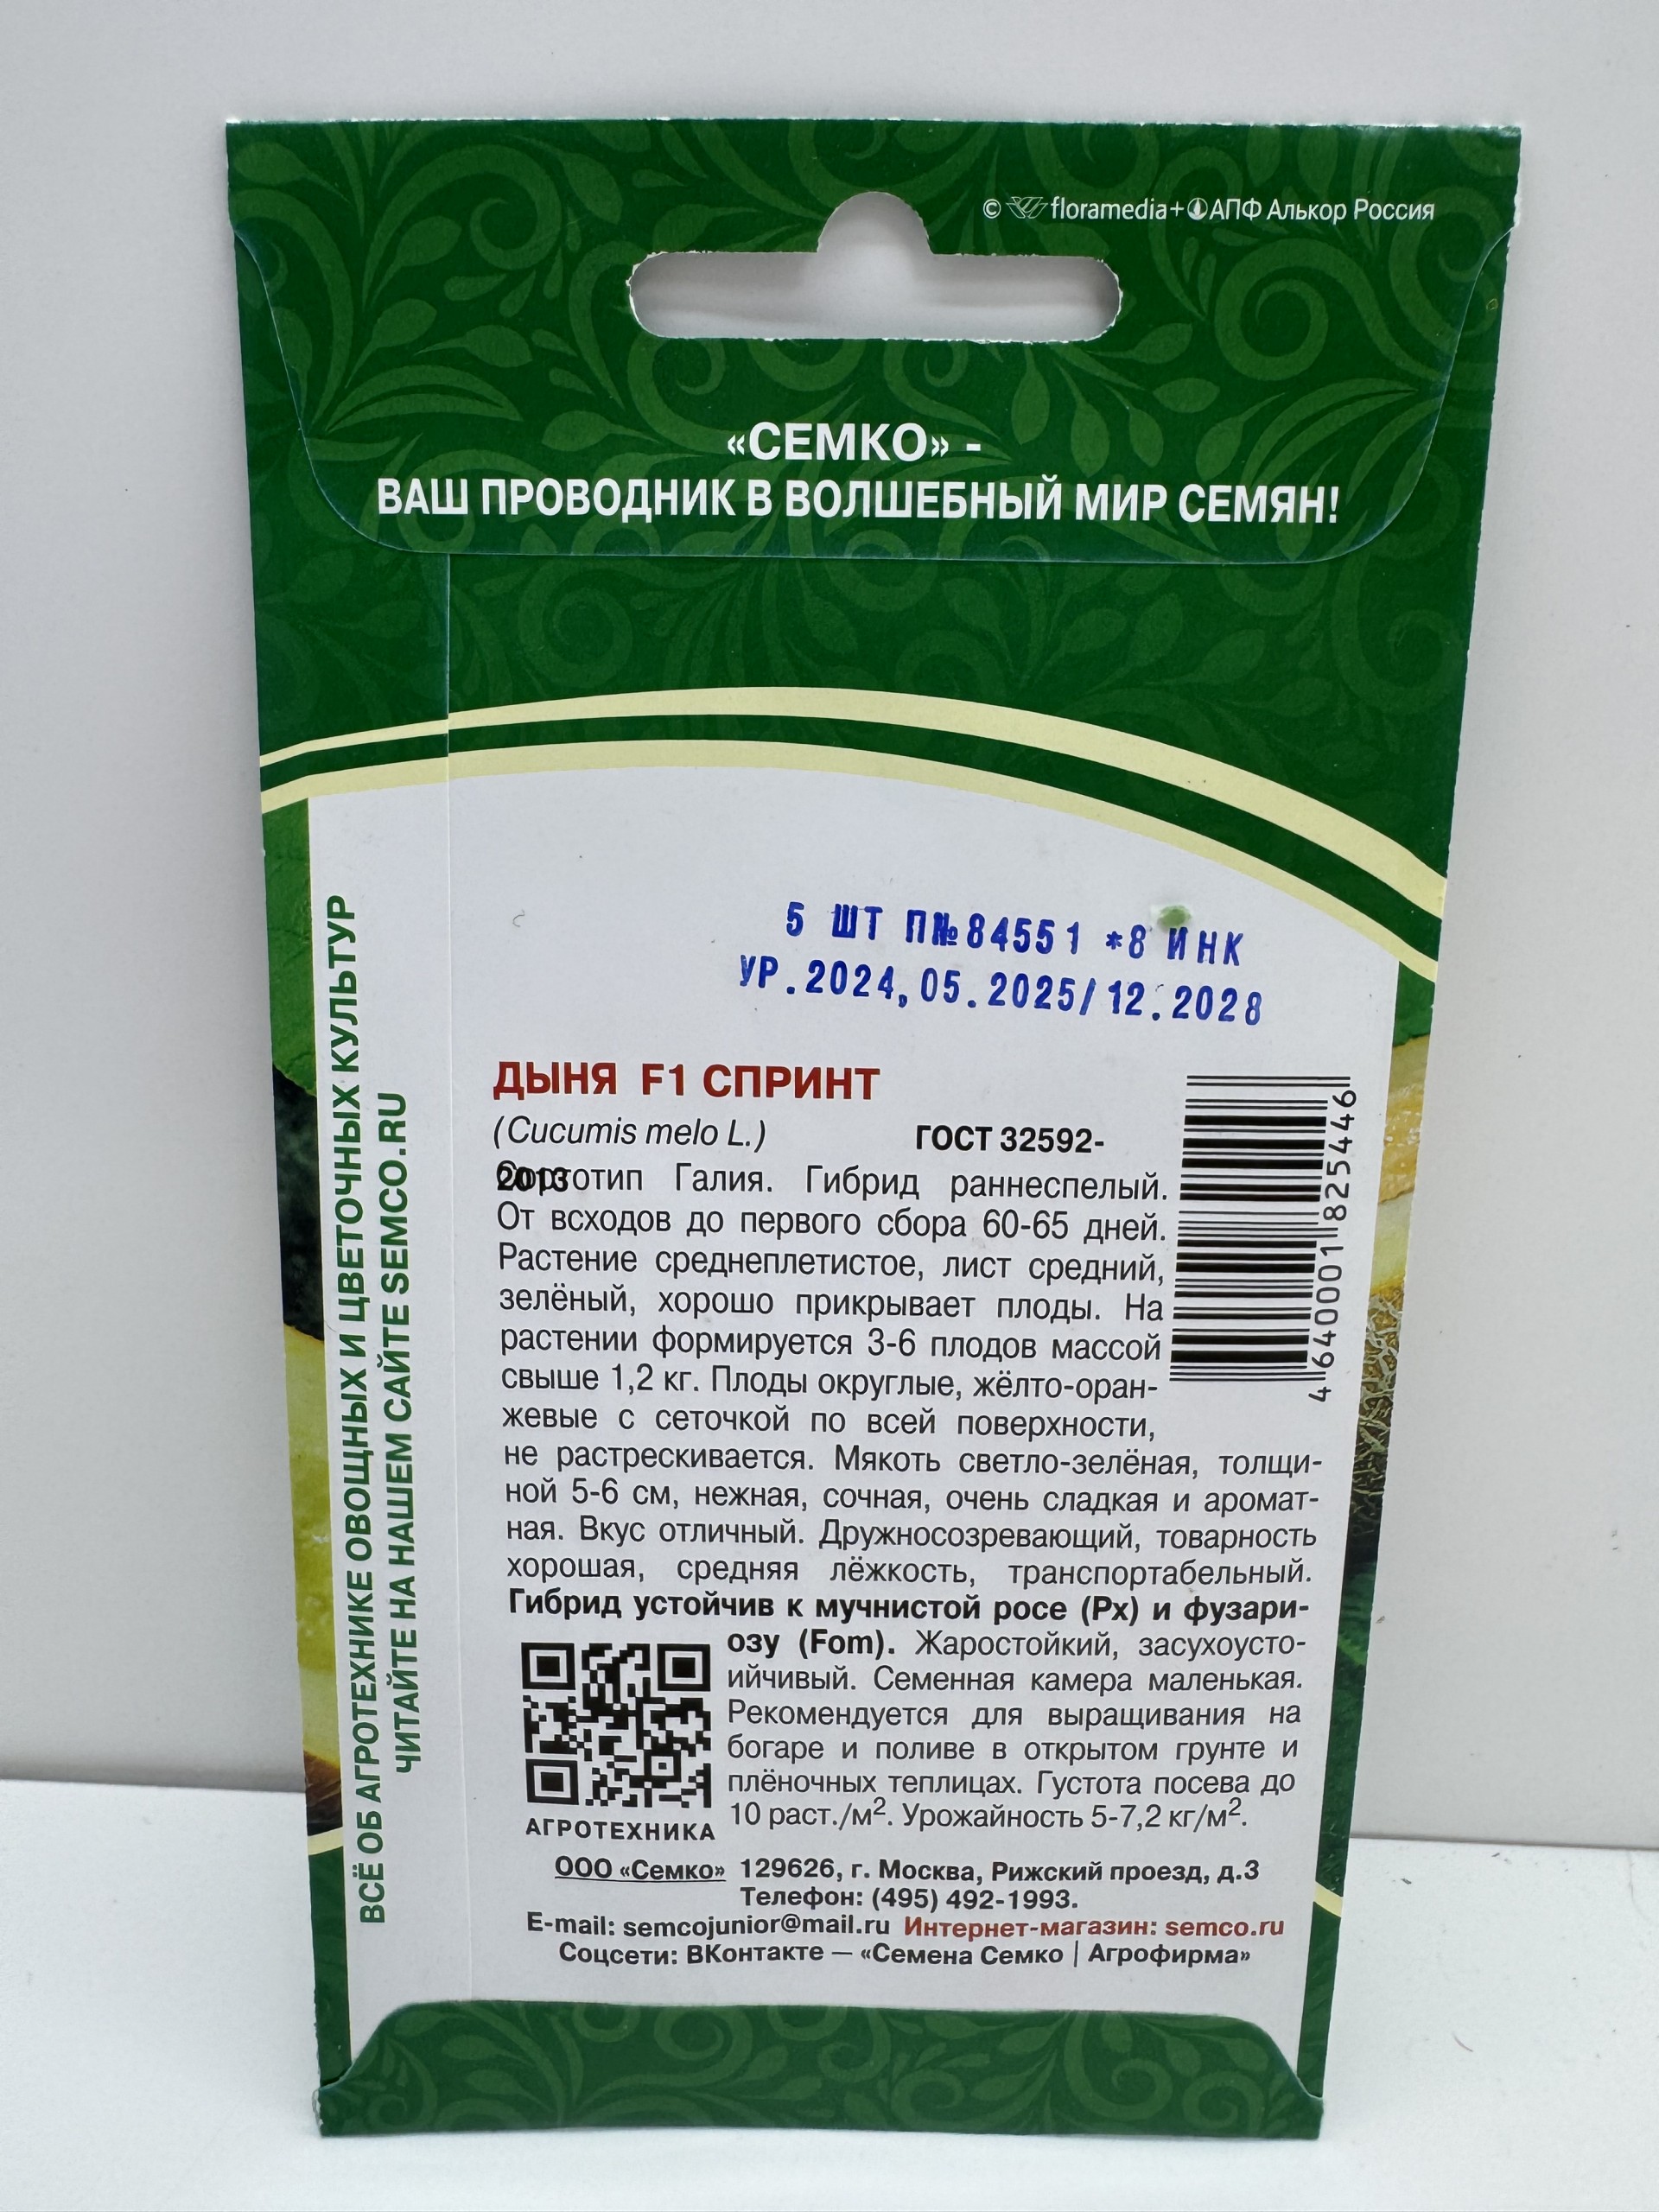 © floramedia+АПФ Алькор Россия
«СЕМКО» -
ВАШ ПРОВОДНИК В ВОЛШЕБНЫЙ МИР СЕМЯН!
5 ШТ П№84551 *8 ИНК
УР.2024,05.2025/12.2028
ДЫНЯ F1 СПРИНТ
(Cucumis melo L.) ГОСТ 32592-
2013
Сортотип Галия. Гибрид раннеспелый.
От всходов до первого сбора 60-65 дней.
Растение среднеплетистое, лист средний,
зелёный, хорошо прикрывает плоды. На
растении формируется 3-6 плодов массой
свыше 1,2 кг. Плоды округлые, жёлто-оран-
жевые с сеточкой по всей поверхности,
не растрескивается. Мякоть светло-зелёная, толщи-
ной 5-6 см, нежная, сочная, очень сладкая и аромат-
ная. Вкус отличный. Дружносозревающий, товарность
хорошая, средняя лёжкость, транспортабельный.
Гибрид устойчив к мучнистой росе (Px) и фузари-
озу (Fom). Жаростойкий, засухоусто-
ийчивый. Семенная камера маленькая.
Рекомендуется для выращивания на
богаре и поливе в открытом грунте и
плёночных теплицах. Густота посева до
10 раст./м². Урожайность 5-7,2 кг/м².
АГРОТЕХНИКА
4 640001 825446
ООО «Семко» 129626, г. Москва, Рижский проезд, д.3
Телефон: (495) 492-1993.
E-mail: semcojunior@mail.ru Интернет-магазин: semco.ru
Соцсети: ВКонтакте — «Семена Семко | Агрофирма»
ВСЁ ОБ АГРОТЕХНИКЕ ОВОЩНЫХ И ЦВЕТОЧНЫХ КУЛЬТУР
ЧИТАЙТЕ НА НАШЕМ САЙТЕ SEMCO.RU